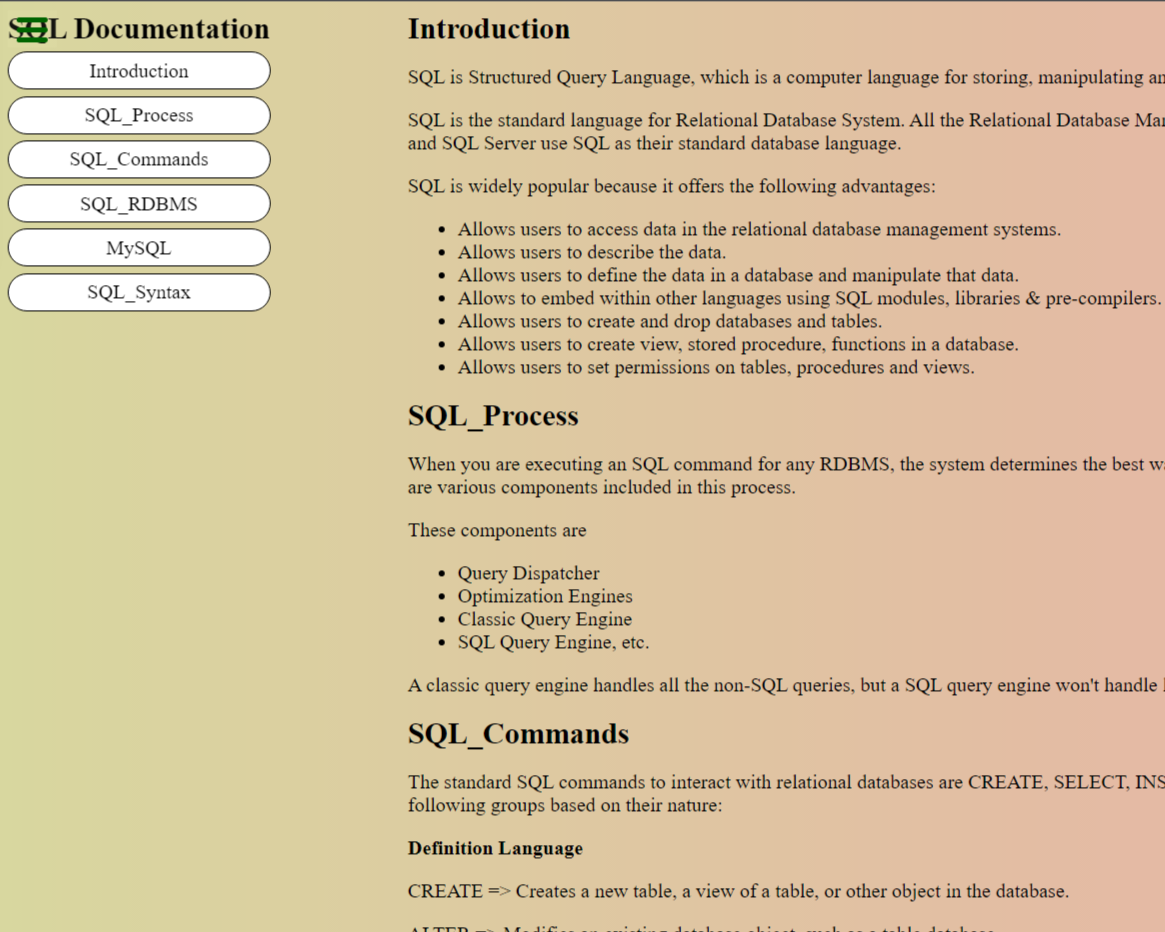 SQL Documentation
Introduction
SQL_Process
SQL_Commands
SQL_RDBMS
MySQL
SQL_Syntax
Introduction
SQL is Structured Query Language, which is a computer language for storing, manipulating
SQL is the standard language for Relational Database System. All the Relational Database
and SQL Server use SQL as their standard database language.
SQL is widely popular because it offers the following advantages:
• Allows users to access data in the relational database management systems.
• Allows users to describe the data.
• Allows users to define the data in a database and manipulate that data.
• Allows to embed within other languages using SQL modules, libraries & pre-compilers.
• Allows users to create and drop databases and tables.
• Allows users to create view, stored procedure, functions in a database.
• Allows users to set permissions on tables, procedures and views.
SQL_Process
When you are executing an SQL command for any RDBMS, the system determines the best
are various components included in this process.
These components are
• Query Dispatcher
• Optimization Engines
• Classic Query Engine
• SQL Query Engine, etc.
A classic query engine handles all the non-SQL queries, but a SQL query engine won't handle
SQL_Commands
The standard SQL commands to interact with relational databases are CREATE, SELECT, INS
following groups based on their nature:
Definition Language
CREATE => Creates a new table, a view of a table, or other object in the database.
ALTER => Modifies an existing database object, such as a table database.